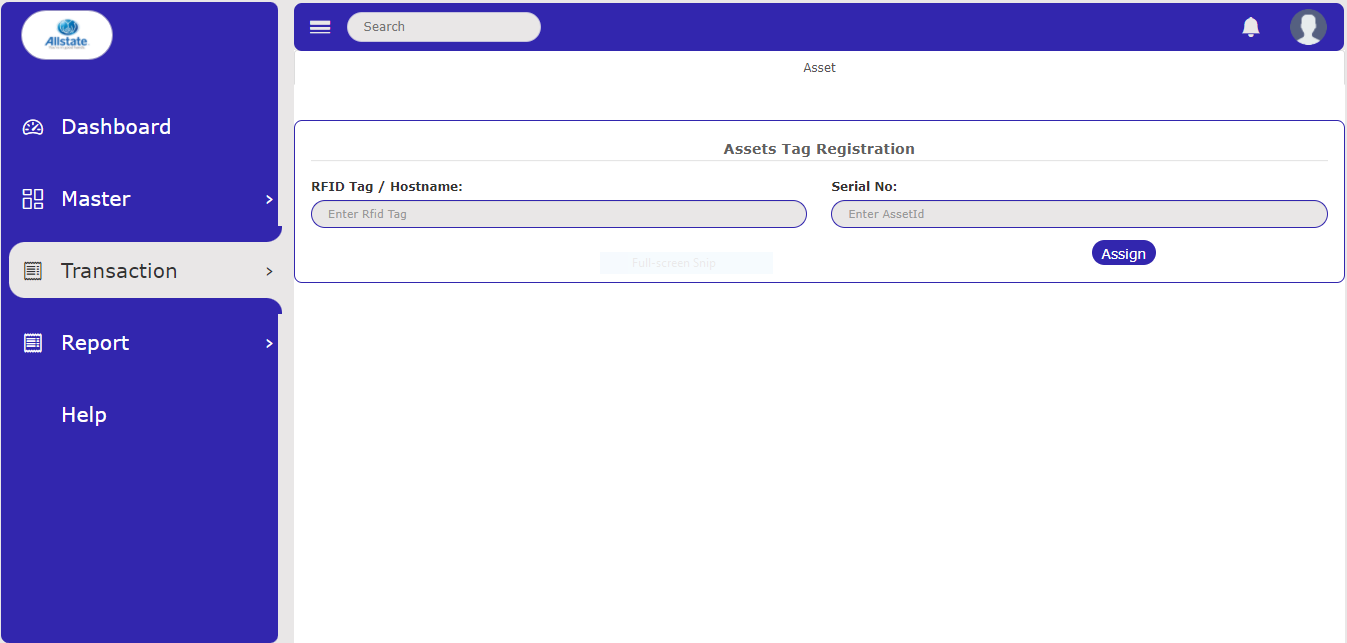 Allstate
Dashboard
Master
Transaction
Report
Help
Search
Asset
Assets Tag Registration
RFID Tag / Hostname:
Serial No:
Enter Rfid Tag
Enter AssetId
Assign
Full-screen Snip